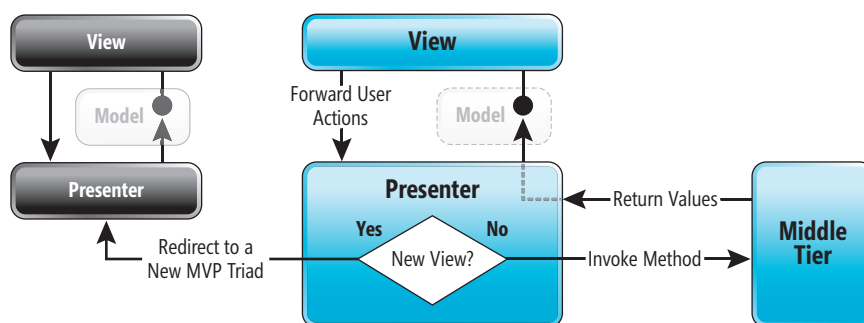 View
Model
Presenter
Redirect to a
New MVP Triad
View
Forward User
Actions
Model
Presenter
Yes
No
New View?
Return Values
Invoke Method
Middle
Tier